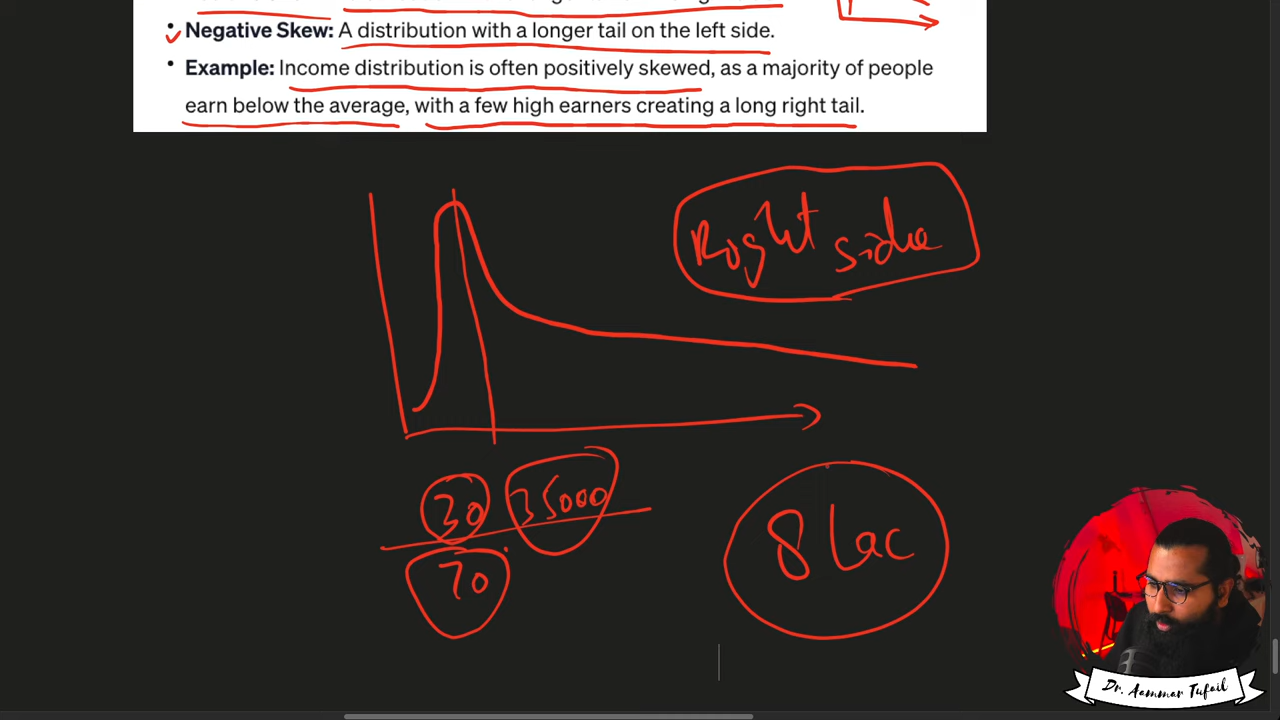 • Negative Skew: A distribution with a longer tail on the left side.
• Example: Income distribution is often positively skewed, as a majority of people
earn below the average, with a few high earners creating a long right tail.
Right side
30 35000
70
8 Lac
Dr. Aammar Tufail